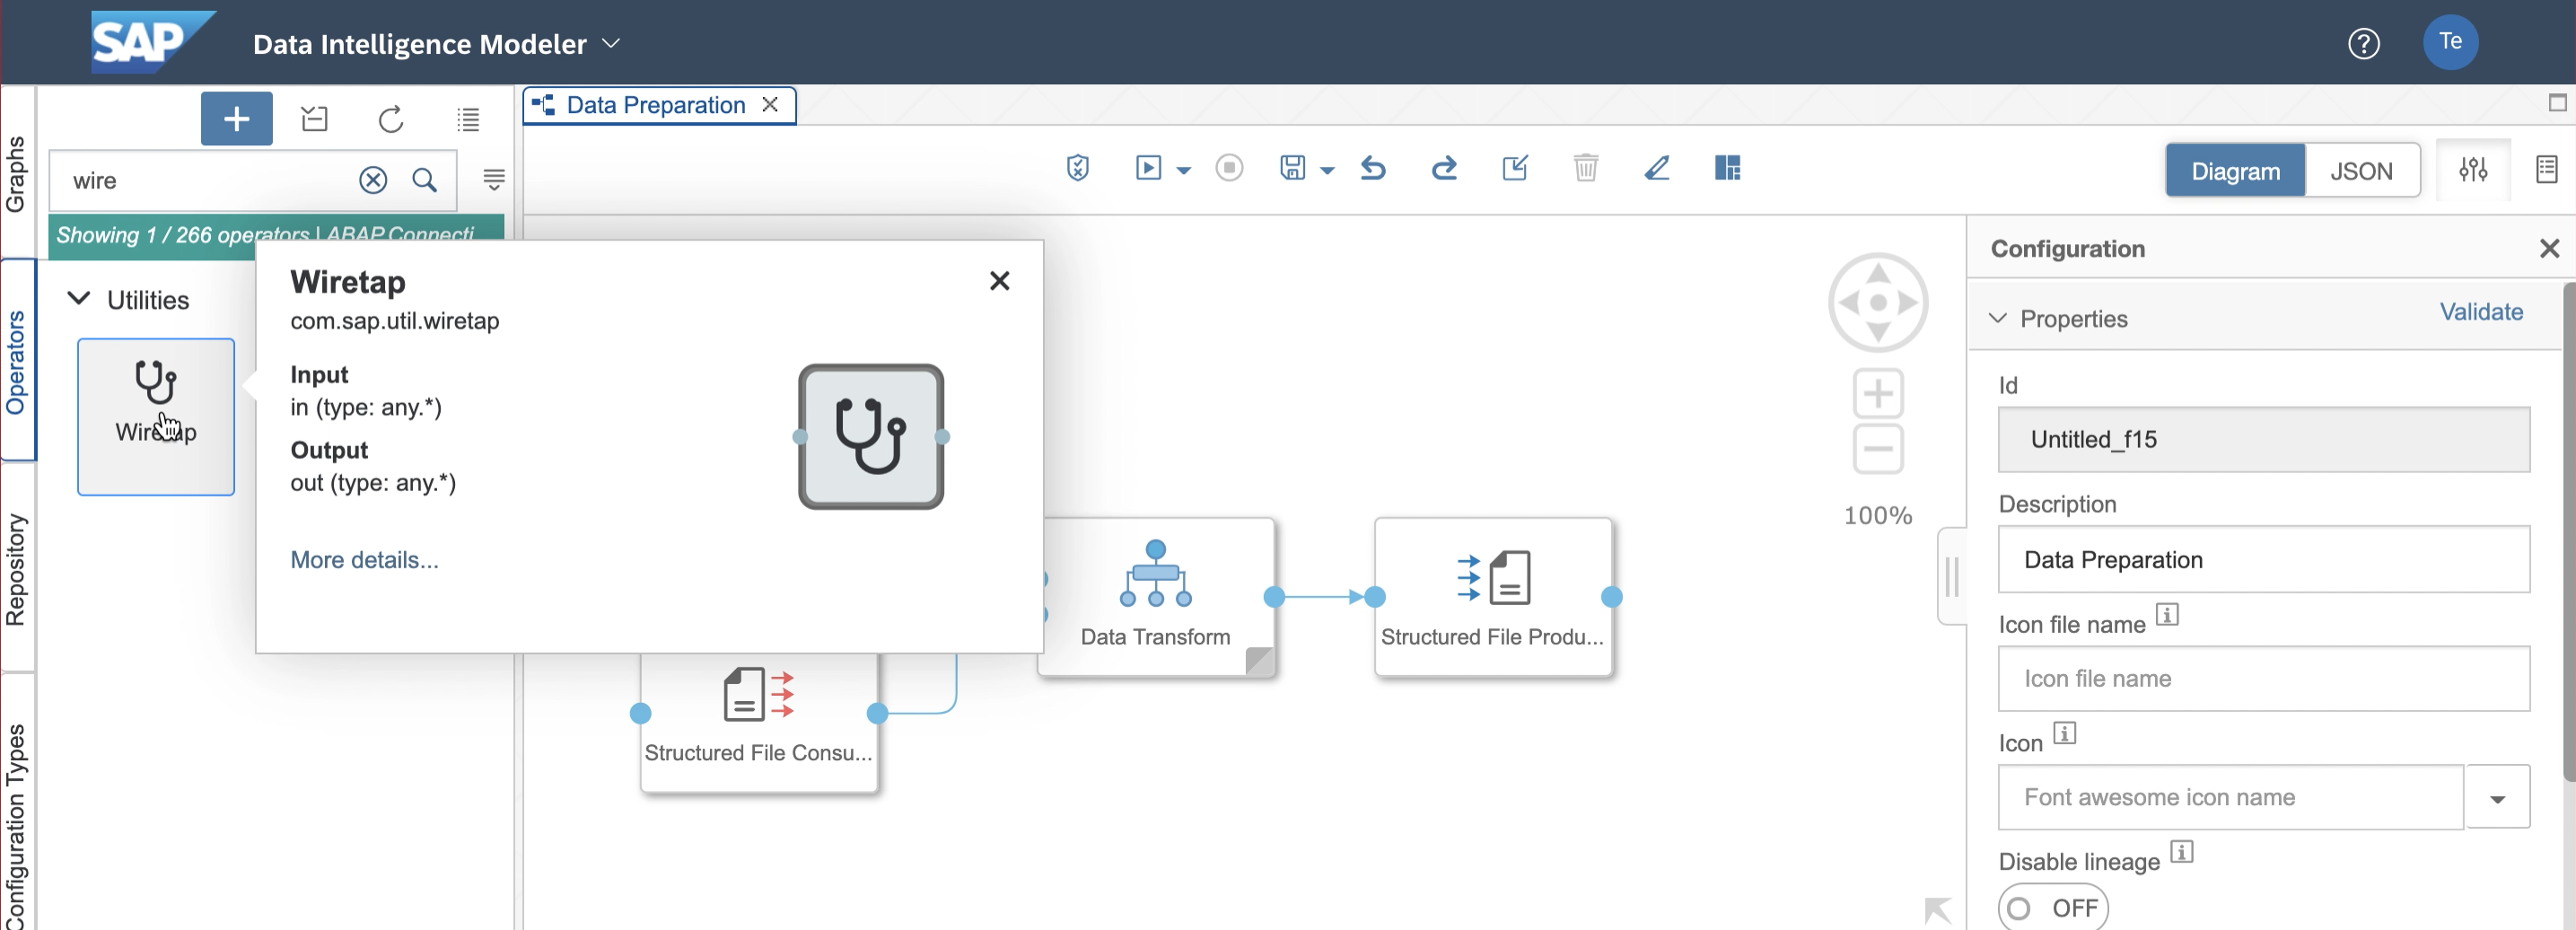 SAP
Data Intelligence Modeler
Te
Graphs
Operators
Repository
Configuration Types
wire
Showing 1 / 266 operators | ABAP Connecti
Utilities
Wiretap
Data Preparation
Diagram
JSON
Wiretap
com.sap.util.wiretap
Input
in (type: any.*)
Output
out (type: any.*)
More details...
Data Transform
Structured File Produ...
Structured File Consu...
100%
Configuration
Properties
Validate
Id
Untitled_f15
Description
Data Preparation
Icon file name
Icon file name
Icon
Font awesome icon name
Disable lineage
OFF